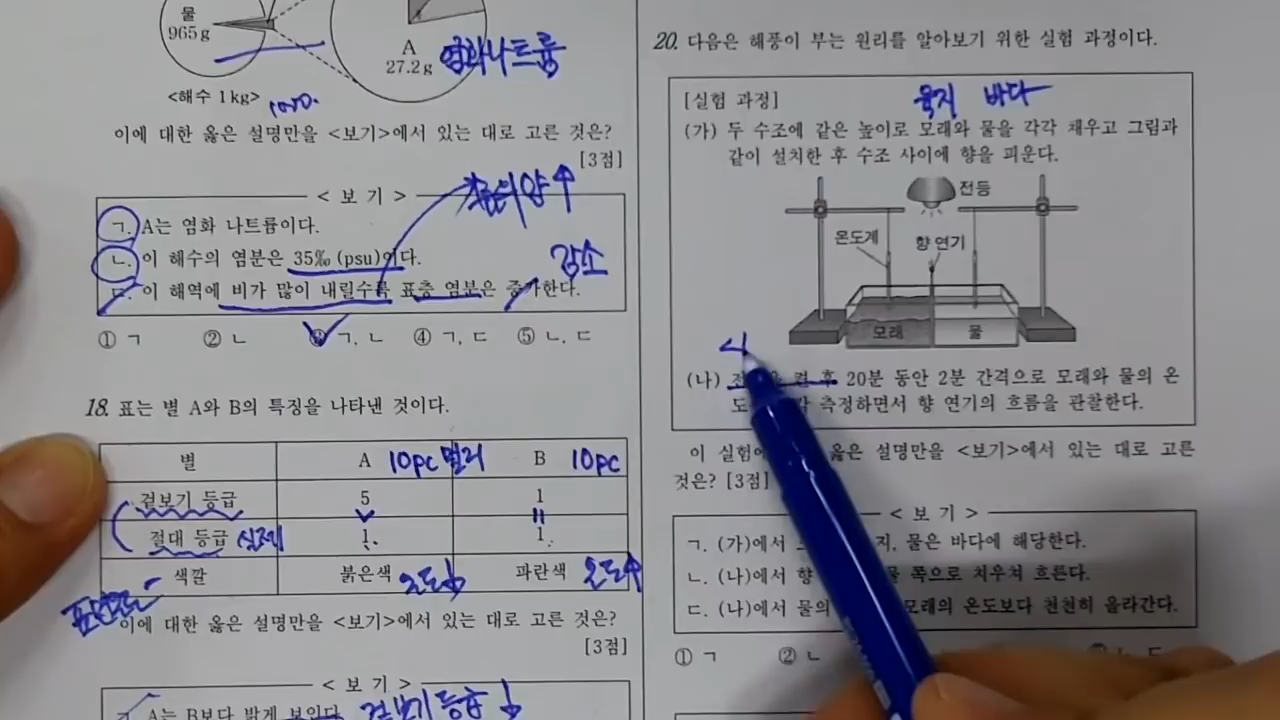 물
965 g
A
27.2 g 염화나트륨
<해수 1 kg> 1000.
이에 대한 옳은 설명만을 <보기>에서 있는 대로 고른 것은?
[3점]
< 보 기 >
물의양 ↑
ㄱ. A는 염화 나트륨이다.
ㄴ. 이 해수의 염분은 35‰ (psu)이다.
감소
ㄷ. 이 해역에 비가 많이 내릴수록 표층 염분은 증가한다.
① ㄱ ② ㄴ ③ ㄱ, ㄴ ④ ㄱ, ㄷ ⑤ ㄴ, ㄷ
18. 표는 별 A와 B의 특징을 나타낸 것이다.
별 A 10pc 멀리 B 10pc
겉보기 등급 5 1
절대 등급 실제 1 1
색깔 붉은색 온도↓ 파란색 온도↑
표면온도
이에 대한 옳은 설명만을 <보기>에서 있는 대로 고른 것은?
[3점]
< 보 기 >
ㄱ. A는 B보다 밝게 보인다. 겉보기 등급 ↓
20. 다음은 해풍이 부는 원리를 알아보기 위한 실험 과정이다.
[실험 과정] 육지 바다
(가) 두 수조에 같은 높이로 모래와 물을 각각 채우고 그림과
같이 설치한 후 수조 사이에 향을 피운다.
전등
온도계 향 연기
모래 물
(나) 켠 후 20분 동안 2분 간격으로 모래와 물의 온
측정하면서 향 연기의 흐름을 관찰한다.
이 실험에 옳은 설명만을 <보기>에서 있는 대로 고른
것은? [3점]
< 보 기 >
ㄱ. (가)에서 지, 물은 바다에 해당한다.
ㄴ. (나)에서 향 물 쪽으로 치우쳐 흐른다.
ㄷ. (나)에서 물의 모래의 온도보다 천천히 올라간다.
① ㄱ ② ㄴ